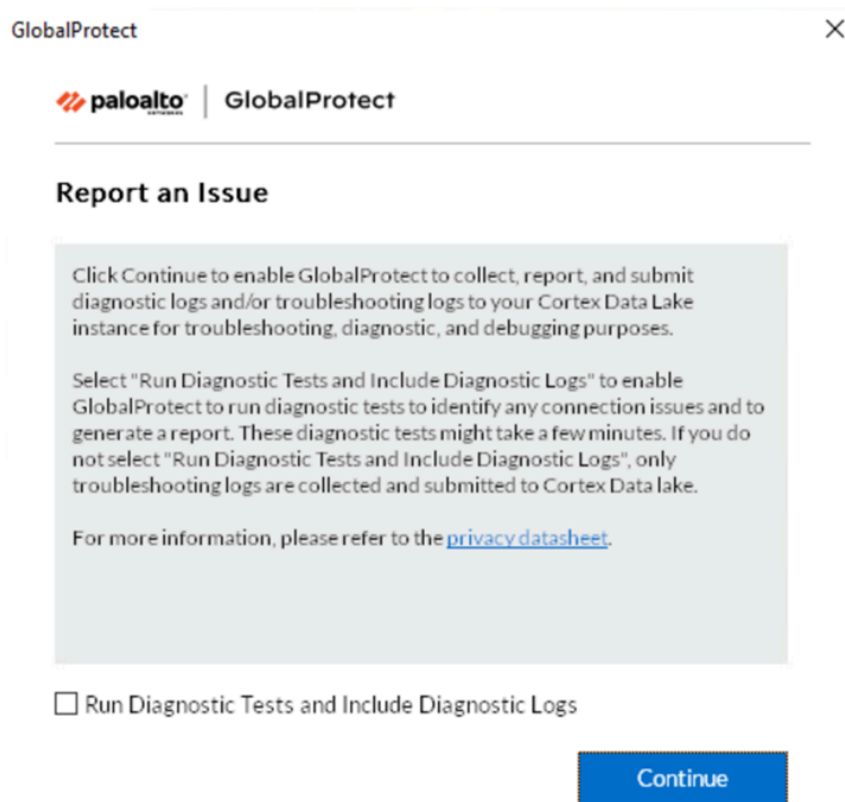 GlobalProtect
paloalto
NETWORKS
GlobalProtect
Report an Issue
Click Continue to enable GlobalProtect to collect, report, and submit
diagnostic logs and/or troubleshooting logs to your Cortex Data Lake
instance for troubleshooting, diagnostic, and debugging purposes.
Select "Run Diagnostic Tests and Include Diagnostic Logs" to enable
GlobalProtect to run diagnostic tests to identify any connection issues and to
generate a report. These diagnostic tests might take a few minutes. If you do
not select "Run Diagnostic Tests and Include Diagnostic Logs", only
troubleshooting logs are collected and submitted to Cortex Data lake.
For more information, please refer to the privacy datasheet.
Run Diagnostic Tests and Include Diagnostic Logs
Continue